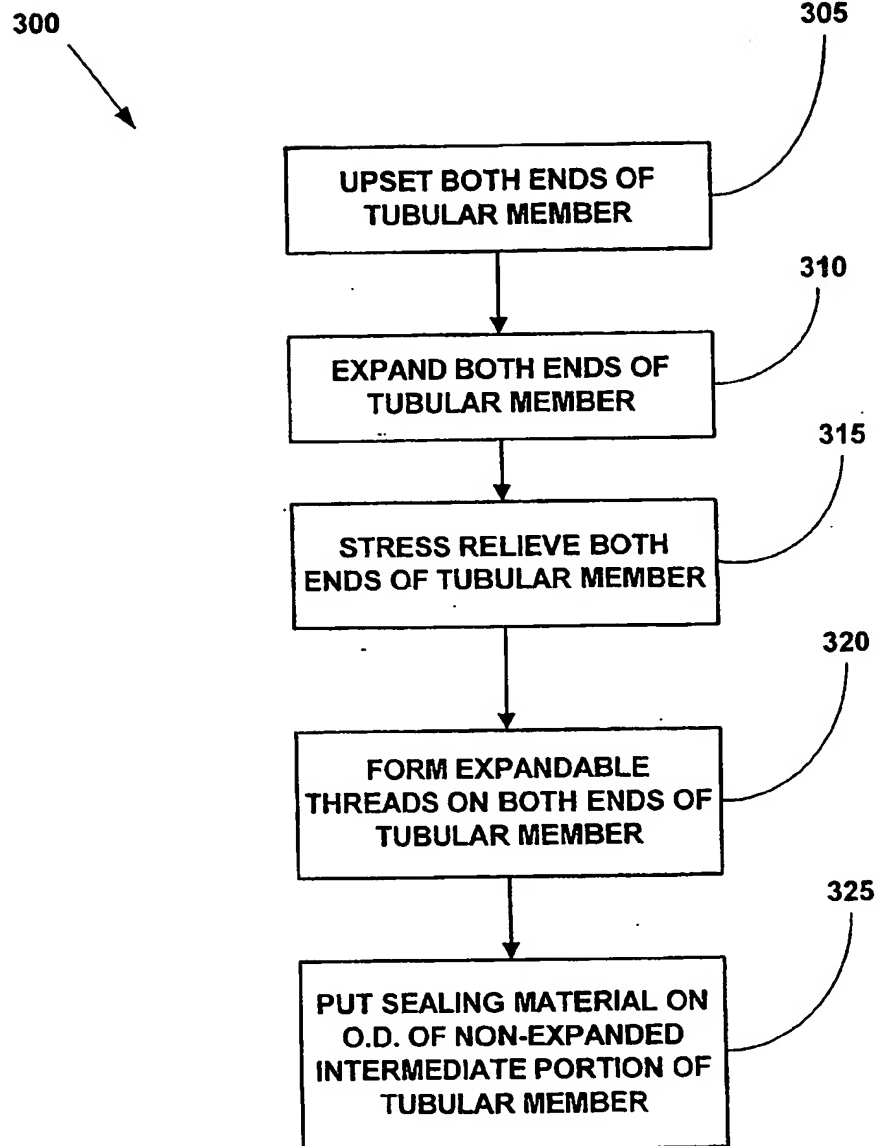 300
305
UPSET BOTH ENDS OF
TUBULAR MEMBER
310
EXPAND BOTH ENDS OF
TUBULAR MEMBER
315
STRESS RELIEVE BOTH
ENDS OF TUBULAR MEMBER
320
FORM EXPANDABLE
THREADS ON BOTH ENDS OF
TUBULAR MEMBER
325
PUT SEALING MATERIAL ON
O.D. OF NON-EXPANDED
INTERMEDIATE PORTION OF
TUBULAR MEMBER